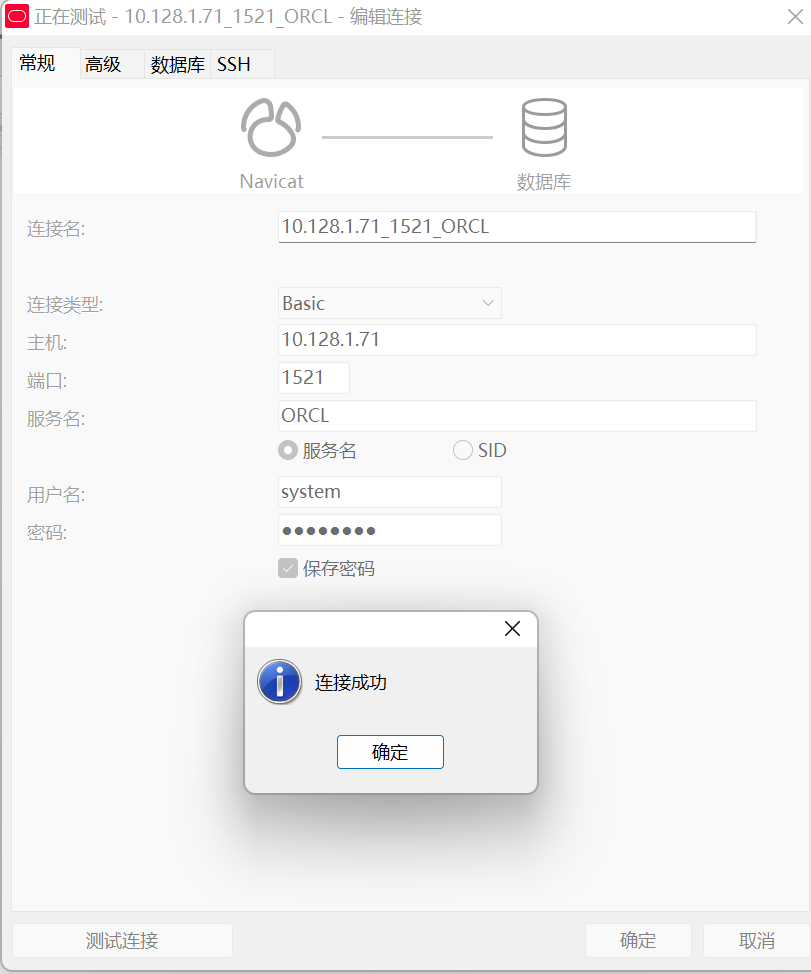 正在测试 - 10.128.1.71_1521_ORCL - 编辑连接
常规 高级 数据库 SSH
Navicat 数据库
连接名: 10.128.1.71_1521_ORCL
连接类型: Basic
主机: 10.128.1.71
端口: 1521
服务名: ORCL
服务名 SID
用户名: system
密码: ●●●●●●●●
保存密码
连接成功
确定
测试连接 确定 取消